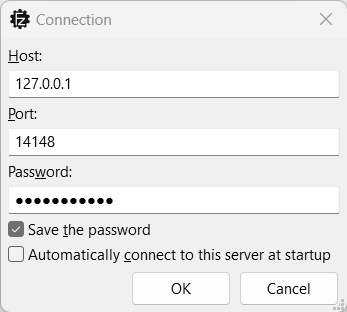 Connection
Host:
127.0.0.1
Port:
14148
Password:
●●●●●●●●●●●
Save the password
Automatically connect to this server at startup
OK Cancel